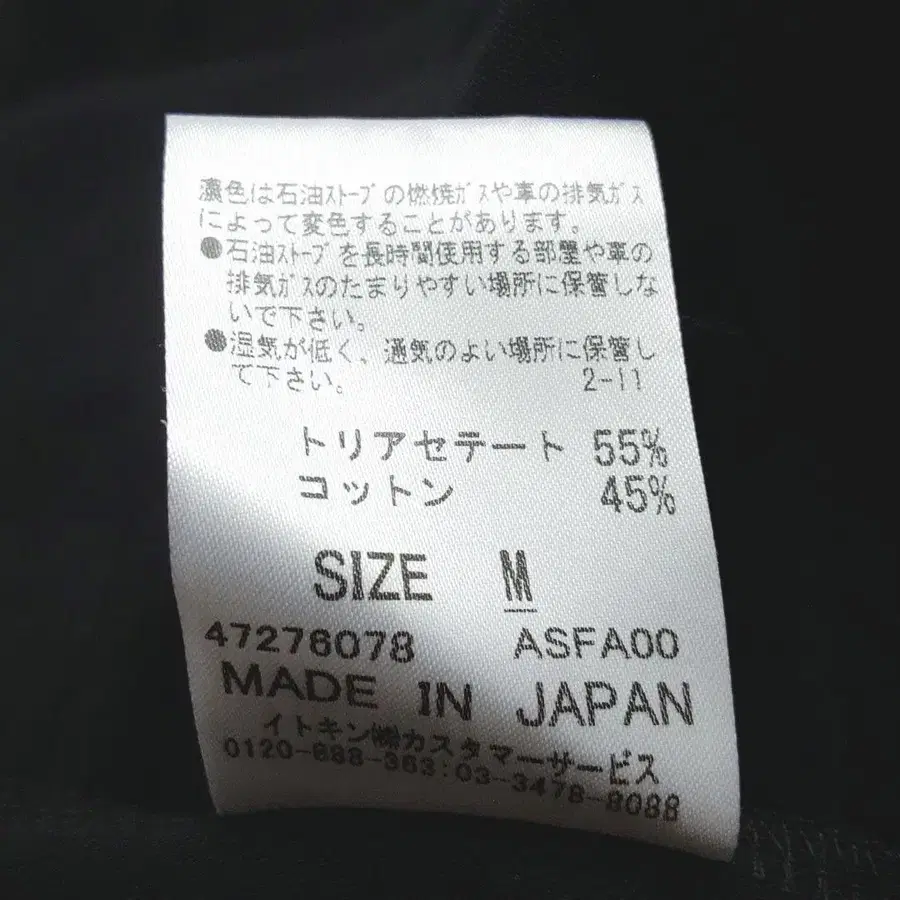 濃色は石油ストーブの燃焼ガスや車の排気ガス
によって変色することがあります。
●石油ストーブを長時間使用する部屋や車の
排気ガスのたまりやすい場所に保管しな
いで下さい。
●湿気が低く、通気のよい場所に保管し
て下さい。 2-11
トリアセテート 55%
コットン 45%
SIZE M
47276078 ASFA00
MADE IN JAPAN
イトキン㈱カスタマーサービス
0120-888-363:03-3478-8088